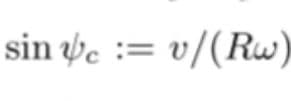 sin ψ_c := v/(Rω)